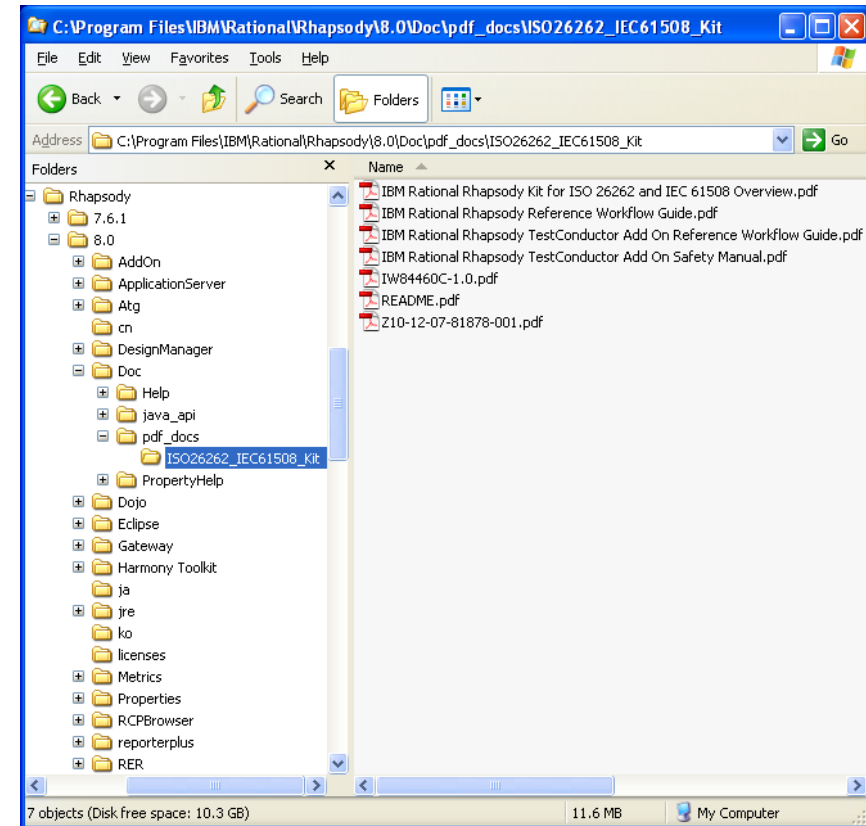 C:\Program Files\IBM\Rational\Rhapsody\8.0\Doc\pdf_docs\ISO26262_IEC61508_Kit
File Edit View Favorites Tools Help
Back Search Folders
Address C:\Program Files\IBM\Rational\Rhapsody\8.0\Doc\pdf_docs\ISO26262_IEC61508_Kit Go
Folders
Rhapsody
7.6.1
8.0
AddOn
ApplicationServer
Atg
cn
DesignManager
Doc
Help
java_api
pdf_docs
ISO26262_IEC61508_Kit
PropertyHelp
Dojo
Eclipse
Gateway
Harmony Toolkit
ja
jre
ko
licenses
Metrics
Properties
RCPBrowser
reporterplus
RER
Name
IBM Rational Rhapsody Kit for ISO 26262 and IEC 61508 Overview.pdf
IBM Rational Rhapsody Reference Workflow Guide.pdf
IBM Rational Rhapsody TestConductor Add On Reference Workflow Guide.pdf
IBM Rational Rhapsody TestConductor Add On Safety Manual.pdf
IW84460C-1.0.pdf
README.pdf
Z10-12-07-81878-001.pdf
7 objects (Disk free space: 10.3 GB) 11.6 MB My Computer